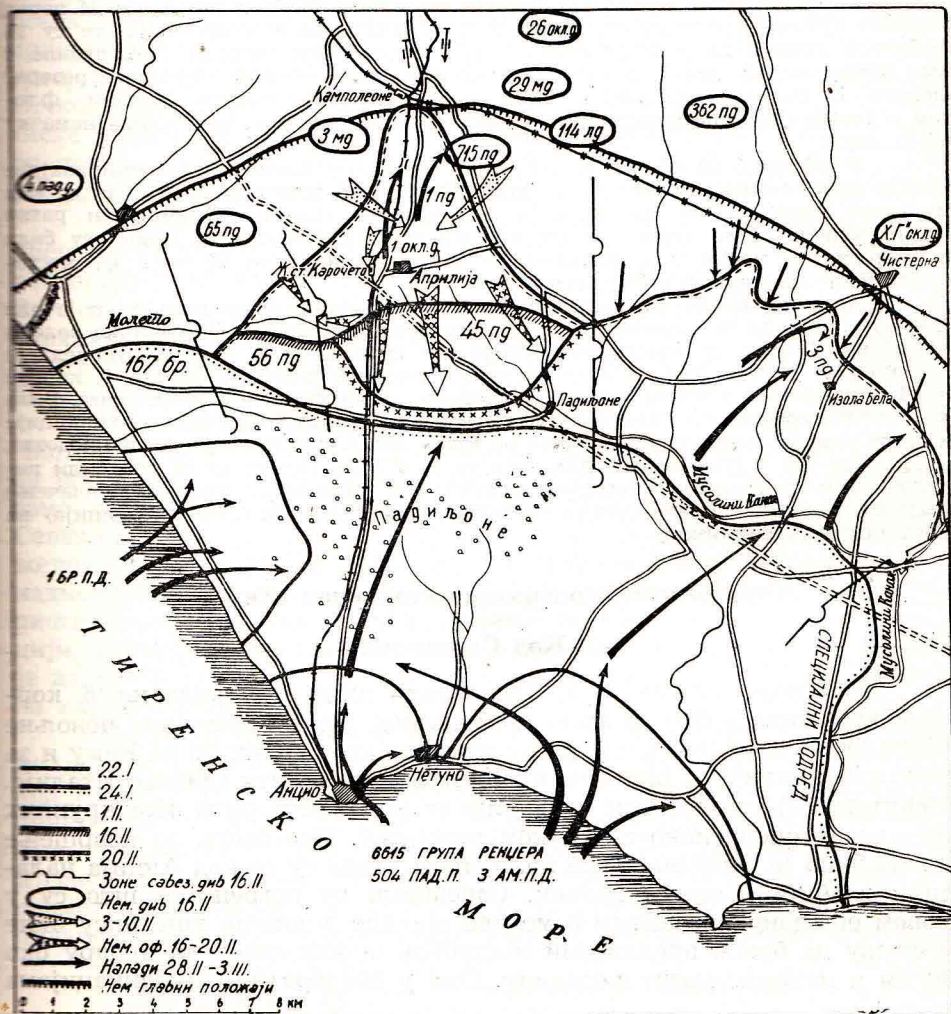 26 окл.д.
Камполеоне
29 мд
362 пд
3 мд
114 лд
715 пд
4 пад.д.
1 пд
65 пд
Х.Г" окл.д.
Чистерна
1 окл.д.
Ж.ст. Карочето
Априлија
Молето
45 пд
167 бр.
56 пд
3 пд
Падиљоне
Изола Бела
Мусолини Канал
Падиљоне
1 БР. П.Д.
Мусолини Канал
СПЕЦИЈАЛНИ ОДРЕД
ТИРЕНСКО
Нетуно
Анцио
22.I
24.I.
1.II.
16.II.
20.II.
Зоне савез. див 16.II.
Нем. див 16.II
3-10.II
Нем. оф. 16-20.II.
Напади 28.II - 3.III.
Нем главни положаји
6615 ГРУПА РЕНЏЕРА
504 ПАД.П. 3 АМ.П.Д.
МОРЕ
0 1 2 3 4 5 6 7 8 км